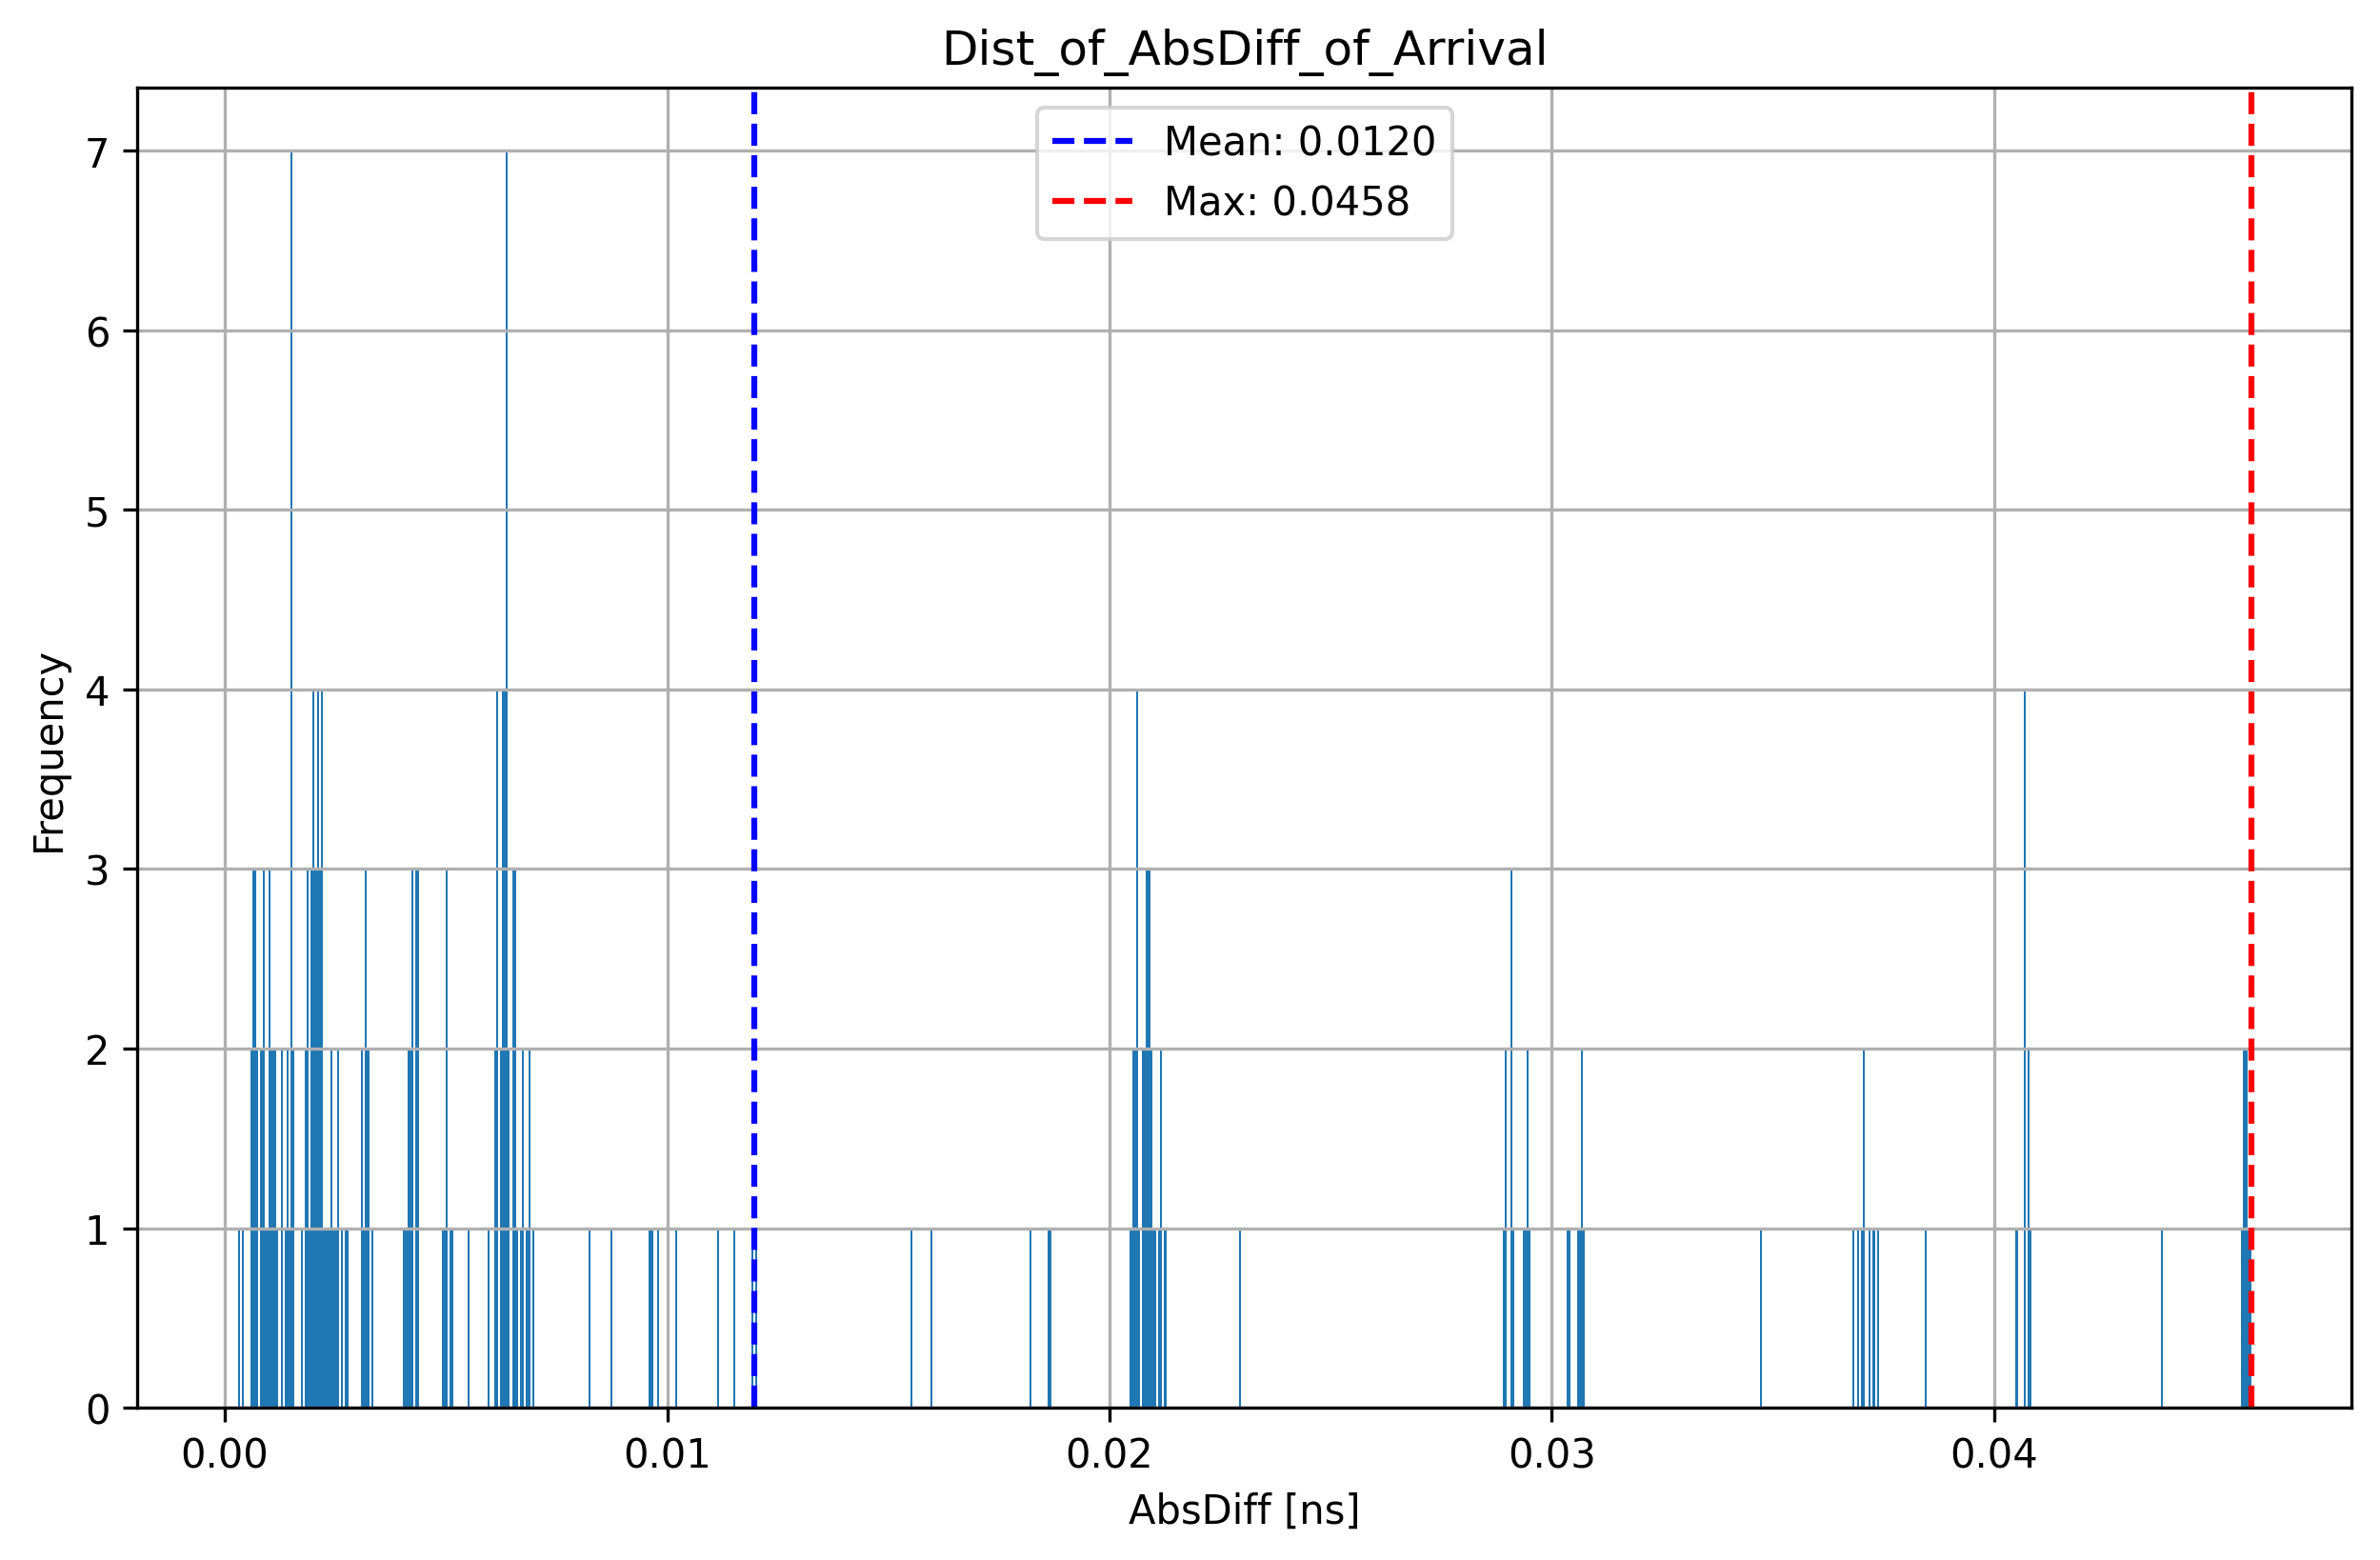 Dist_of_AbsDiff_of_Arrival
Mean: 0.0120
Max: 0.0458
7
6
5
4
3
2
1
0
Frequency
0.00 0.01 0.02 0.03 0.04
AbsDiff [ns]